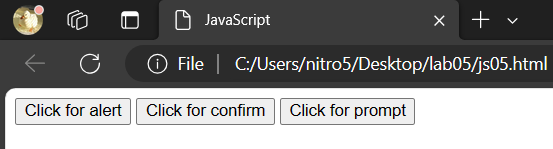 JavaScript
File | C:/Users/nitro5/Desktop/lab05/js05.html
Click for alert Click for confirm Click for prompt